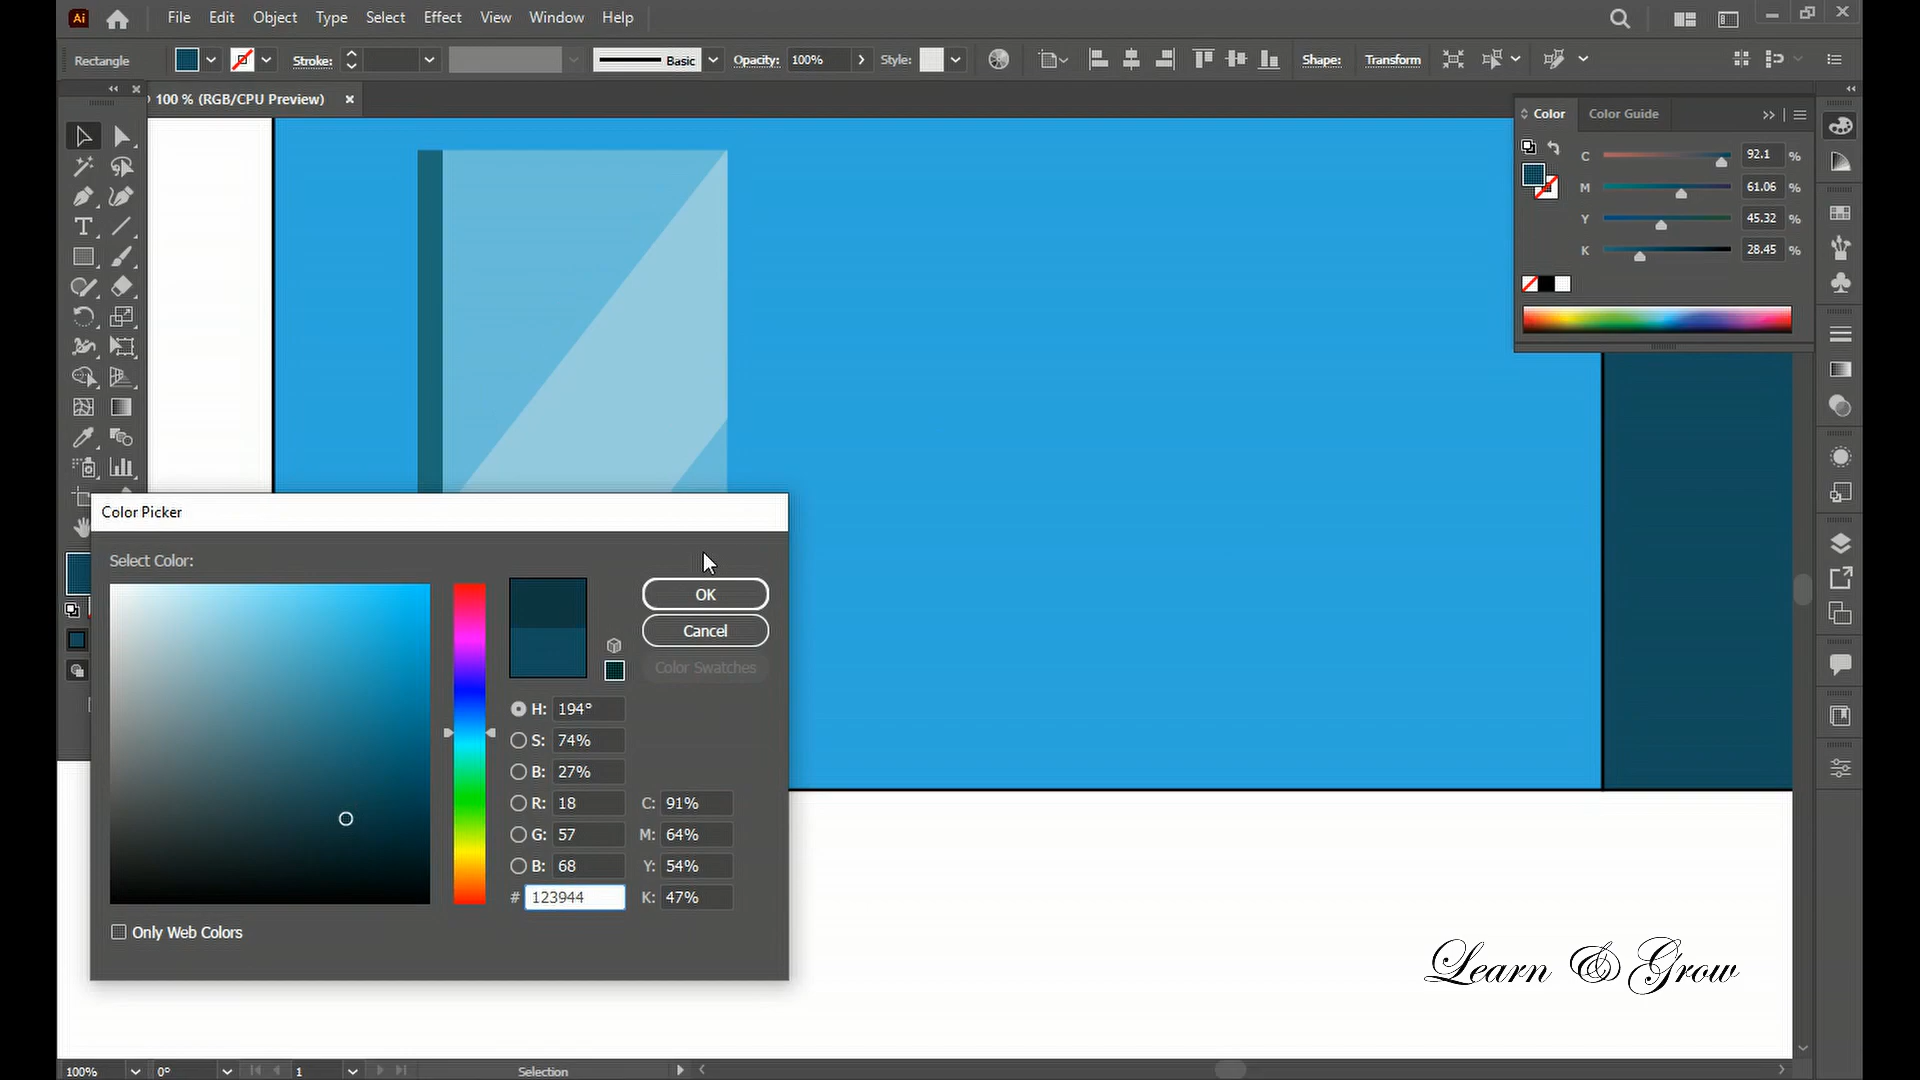 Ai File Edit Object Type Select Effect View Window Help
Rectangle Stroke: Basic Opacity: 100% Style: Shape: Transform
100 % (RGB/CPU Preview)
Color Color Guide
C 92.1 %
M 61.06 %
Y 45.32 %
K 28.45 %
Color Picker
Select Color:
OK
Cancel
Color Swatches
H: 194°
S: 74%
B: 27%
R: 18 C: 91%
G: 57 M: 64%
B: 68 Y: 54%
# 123944 K: 47%
Only Web Colors
Learn & Grow
100% 0° 1 Selection